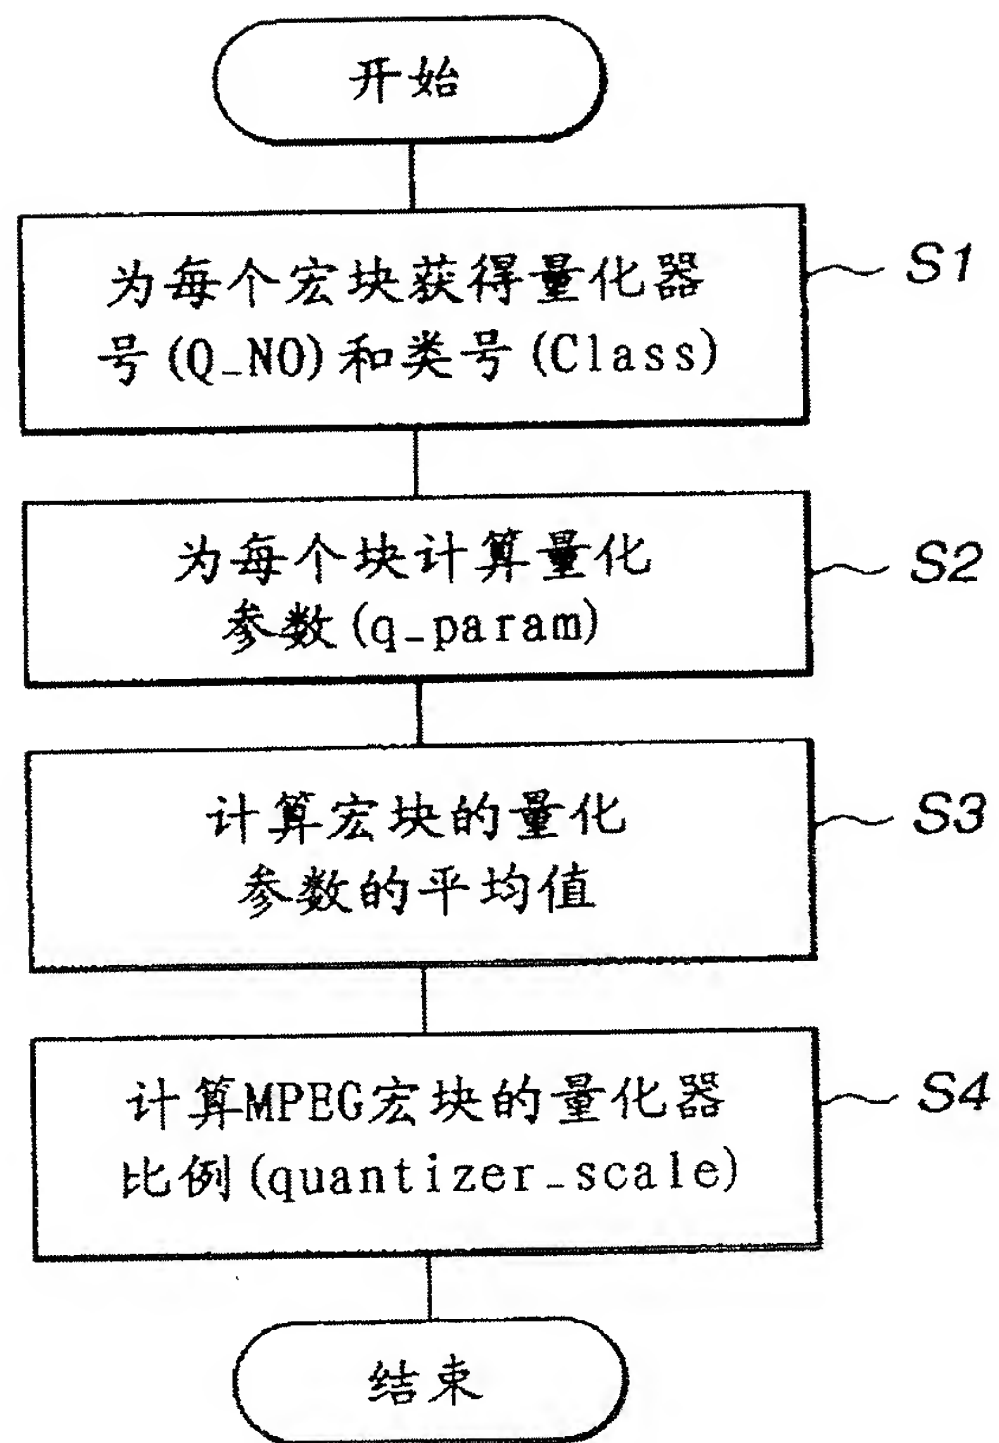 开始
为每个宏块获得量化器
号(Q_NO)和类号(Class)
S1
为每个块计算量化
参数(q_param)
S2
计算宏块的量化
参数的平均值
S3
计算MPEG宏块的量化器
比例(quantizer_scale)
S4
结束